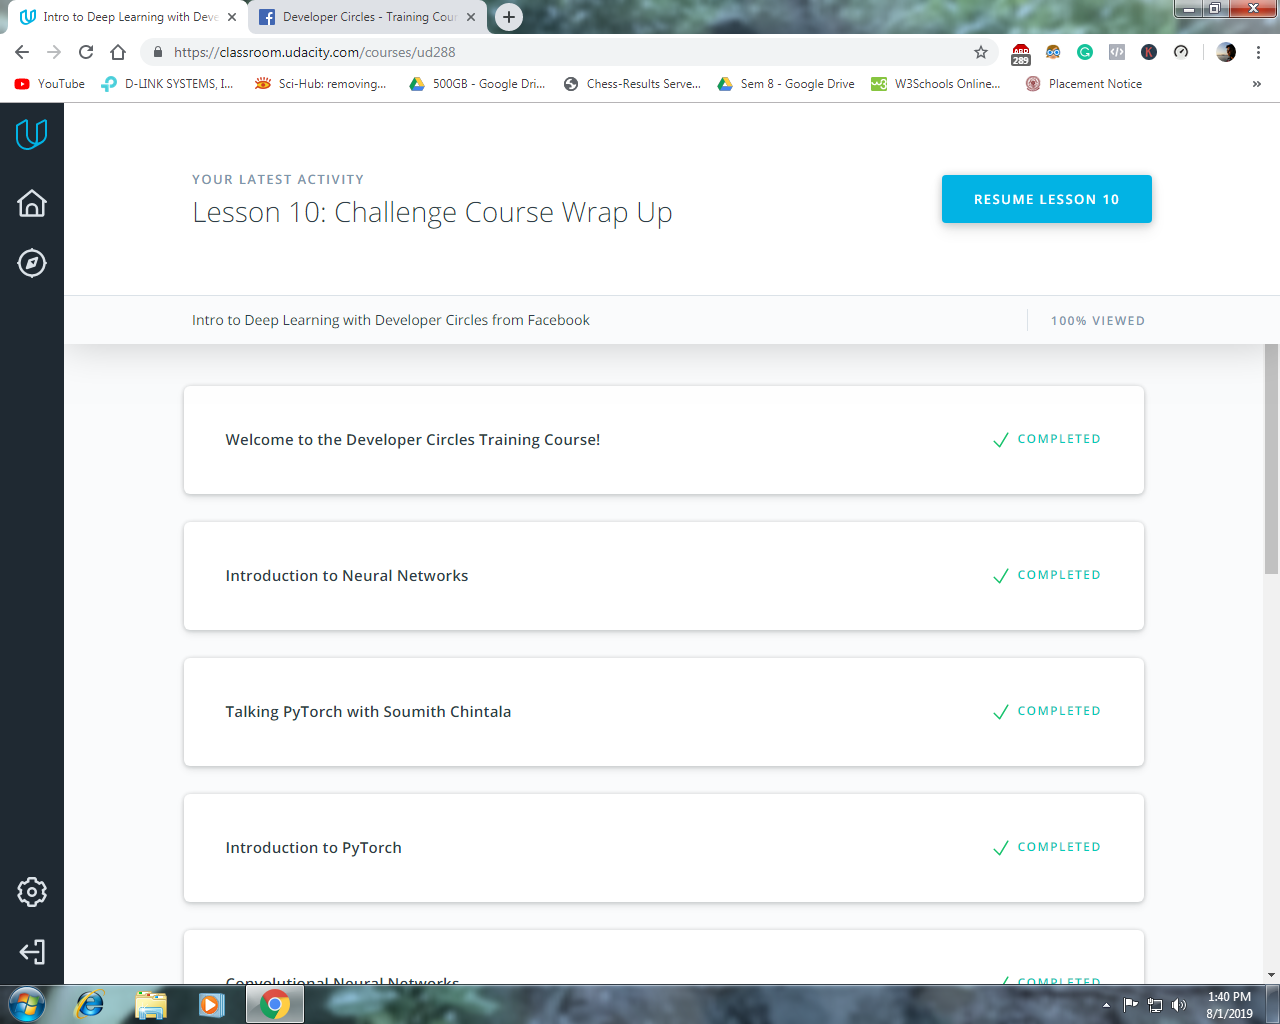 Intro to Deep Learning with Deve
Developer Circles - Training Cour
https://classroom.udacity.com/courses/ud288
289
YouTube
D-LINK SYSTEMS, I...
Sci-Hub: removing...
500GB - Google Dri...
Chess-Results Serve...
Sem 8 - Google Drive
W3Schools Online...
Placement Notice
YOUR LATEST ACTIVITY
Lesson 10: Challenge Course Wrap Up
RESUME LESSON 10
Intro to Deep Learning with Developer Circles from Facebook
100% VIEWED
Welcome to the Developer Circles Training Course!
COMPLETED
Introduction to Neural Networks
COMPLETED
Talking PyTorch with Soumith Chintala
COMPLETED
Introduction to PyTorch
COMPLETED
Convolutional Neural Networks
COMPLETED
1:40 PM
8/1/2019